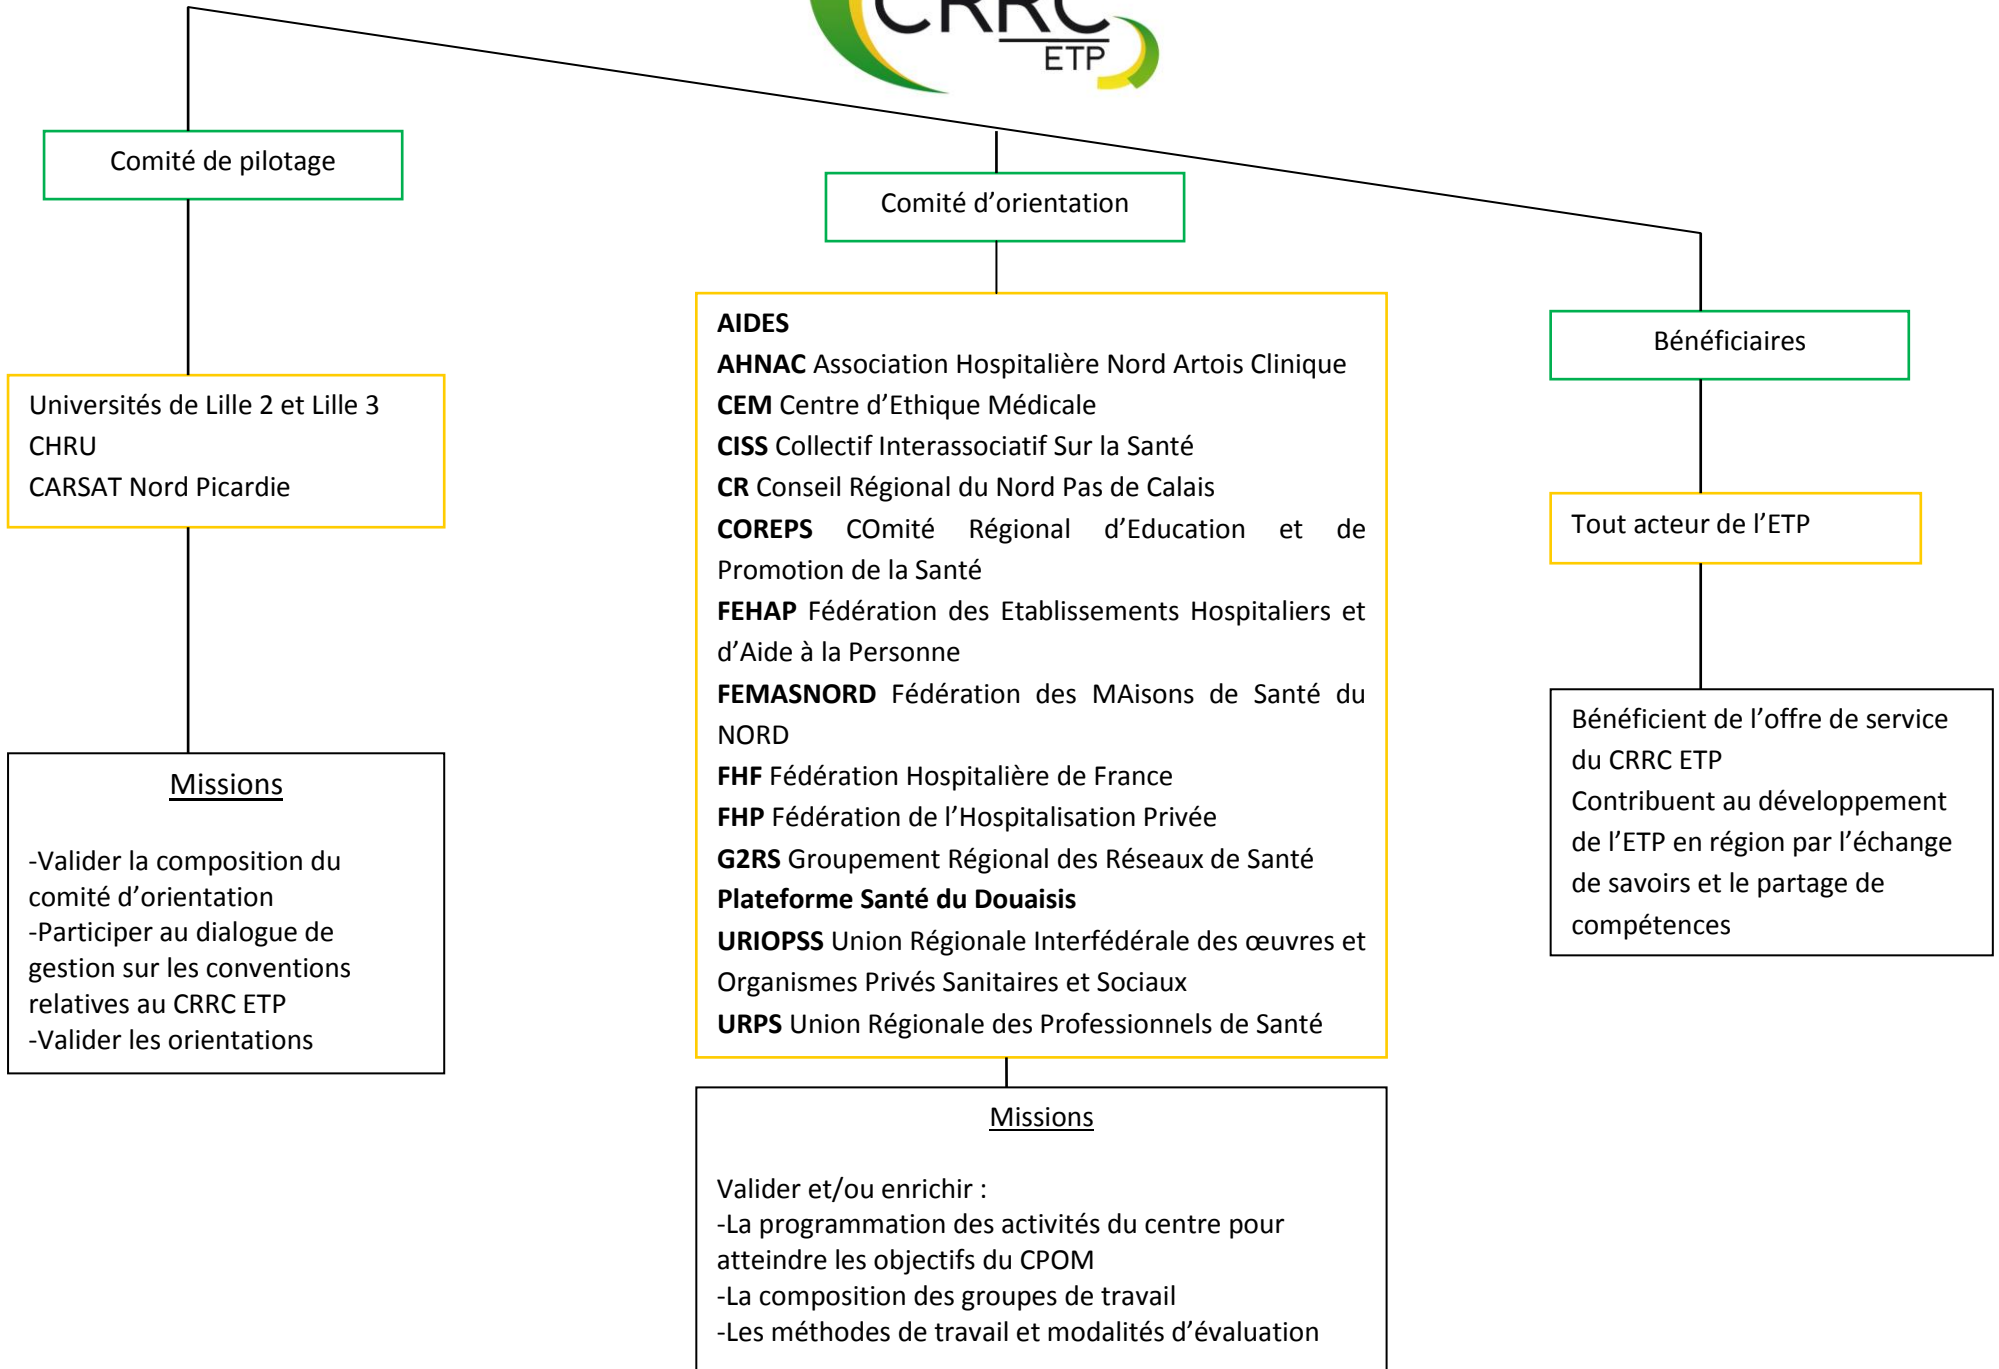 CRRC
ETP
Comité de pilotage
Universités de Lille 2 et Lille 3
CHRU
CARSAT Nord Picardie
Missions
-Valider la composition du
comité d’orientation
-Participer au dialogue de
gestion sur les conventions
relatives au CRRC ETP
-Valider les orientations
Comité d’orientation
AIDES
AHNAC Association Hospitalière Nord Artois Clinique
CEM Centre d’Ethique Médicale
CISS Collectif Interassociatif Sur la Santé
CR Conseil Régional du Nord Pas de Calais
COREPS COmité Régional d’Education et de
Promotion de la Santé
FEHAP Fédération des Etablissements Hospitaliers et
d’Aide à la Personne
FEMASNORD Fédération des MAisons de Santé du
NORD
FHF Fédération Hospitalière de France
FHP Fédération de l’Hospitalisation Privée
G2RS Groupement Régional des Réseaux de Santé
Plateforme Santé du Douaisis
URIOPSS Union Régionale Interfédérale des œuvres et
Organismes Privés Sanitaires et Sociaux
URPS Union Régionale des Professionnels de Santé
Missions
Valider et/ou enrichir :
-La programmation des activités du centre pour
atteindre les objectifs du CPOM
-La composition des groupes de travail
-Les méthodes de travail et modalités d’évaluation
Bénéficiaires
Tout acteur de l’ETP
Bénéficient de l’offre de service
du CRRC ETP
Contribuent au développement
de l’ETP en région par l’échange
de savoirs et le partage de
compétences